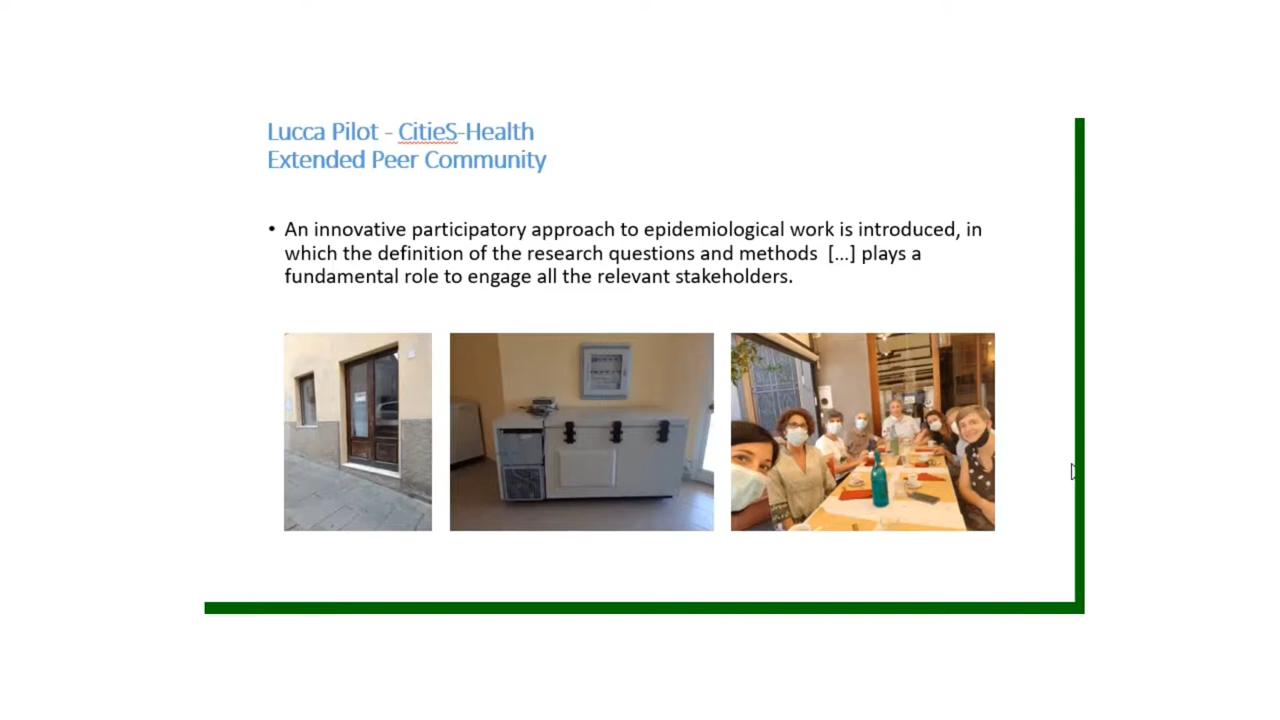 Lucca Pilot - CitieS-Health
Extended Peer Community
• An innovative participatory approach to epidemiological work is introduced, in
which the definition of the research questions and methods  [...] plays a
fundamental role to engage all the relevant stakeholders.